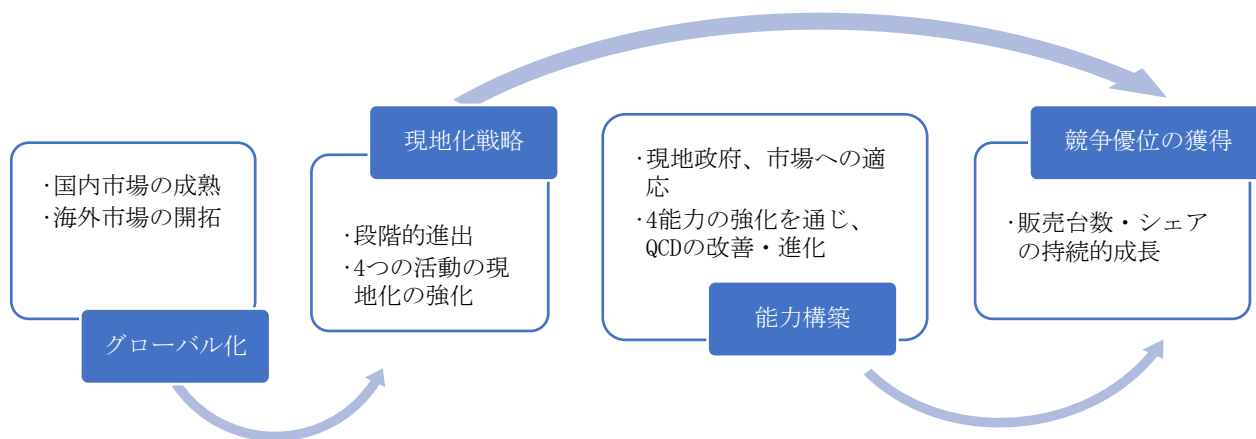 ·国内市場の成熟
·海外市場の開拓
グローバル化
現地化戦略
·段階的進出
·4つの活動の現
地化の強化
·現地政府、市場への適
応
·4能力の強化を通じ、
QCDの改善・進化
能力構築
競争優位の獲得
·販売台数・シェア
の持続的成長